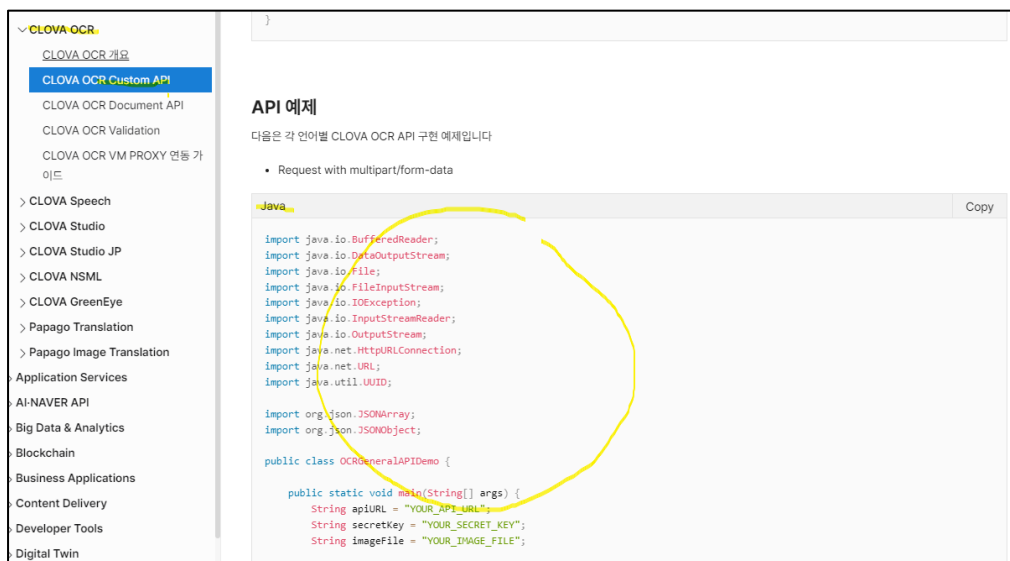 CLOVA OCR
CLOVA OCR 개요
CLOVA OCR Custom API
CLOVA OCR Document API
CLOVA OCR Validation
CLOVA OCR VM PROXY 연동 가
이드
CLOVA Speech
CLOVA Studio
CLOVA Studio JP
CLOVA NSML
CLOVA GreenEye
Papago Translation
Papago Image Translation
Application Services
AI·NAVER API
Big Data & Analytics
Blockchain
Business Applications
Content Delivery
Developer Tools
Digital Twin
}
API 예제
다음은 각 언어별 CLOVA OCR API 구현 예제입니다
• Request with multipart/form-data
Java
Copy
import java.io.BufferedReader;
import java.io.DataOutputStream;
import java.io.File;
import java.io.FileInputStream;
import java.io.IOException;
import java.io.InputStreamReader;
import java.io.OutputStream;
import java.net.HttpURLConnection;
import java.net.URL;
import java.util.UUID;
import org.json.JSONArray;
import org.json.JSONObject;
public class OCRGeneralAPIDemo {
public static void main(String[] args) {
String apiURL = "YOUR_API_URL";
String secretKey = "YOUR_SECRET_KEY";
String imageFile = "YOUR_IMAGE_FILE";